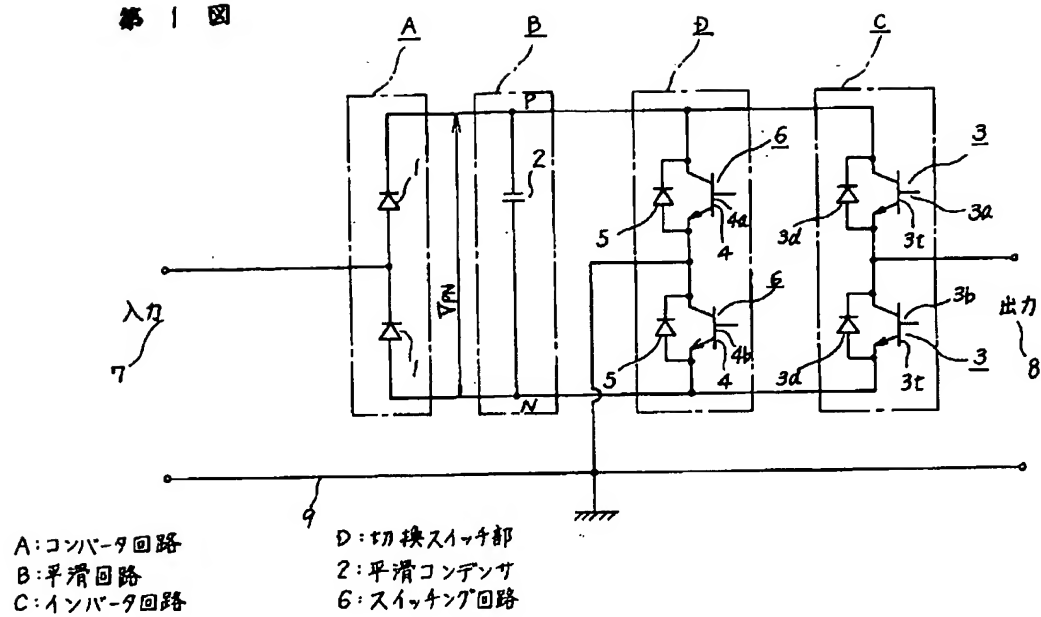 第 1 図
A
B
D
C
P
1
2
6
3
4a
4
5
3d
3a
3t
入力
7
VPN
1
6
4b
4
5
3b
3
3d
3t
出力
8
N
9
A:コンバータ回路
B:平滑回路
C:インバータ回路
D:切換スイッチ部
2:平滑コンデンサ
6:スイッチング回路